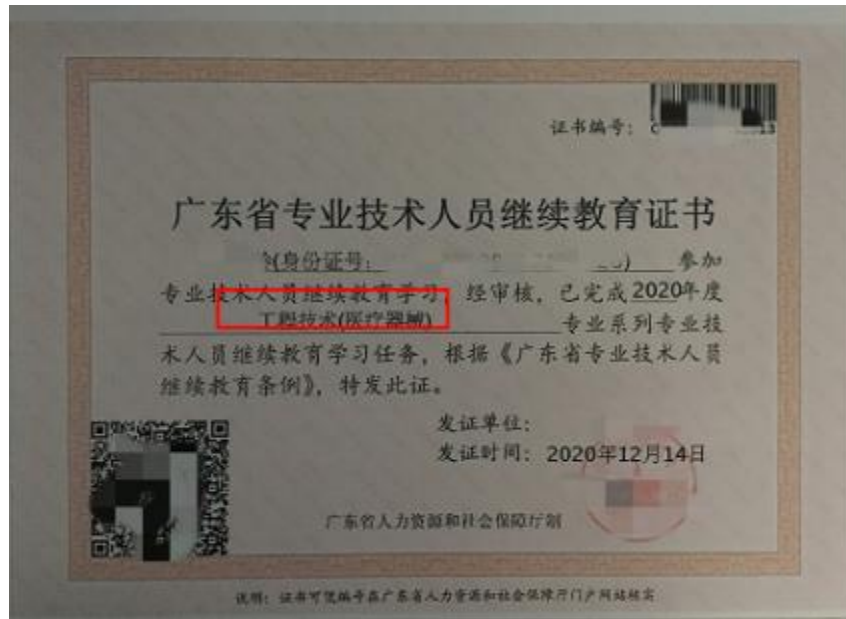 证书编号:
广东省专业技术人员继续教育证书
(身份证号: ) 参加
专业技术人员继续教育学习, 经审核, 已完成2020年度
工程技术(医疗器械) 专业系列专业技
术人员继续教育学习任务, 根据《广东省专业技术人员
继续教育条例》, 特发此证。
发证单位:
发证时间: 2020年12月14日
广东省人力资源和社会保障厅制
说明: 证书可凭编号在广东省人力资源和社会保障厅门户网站核实